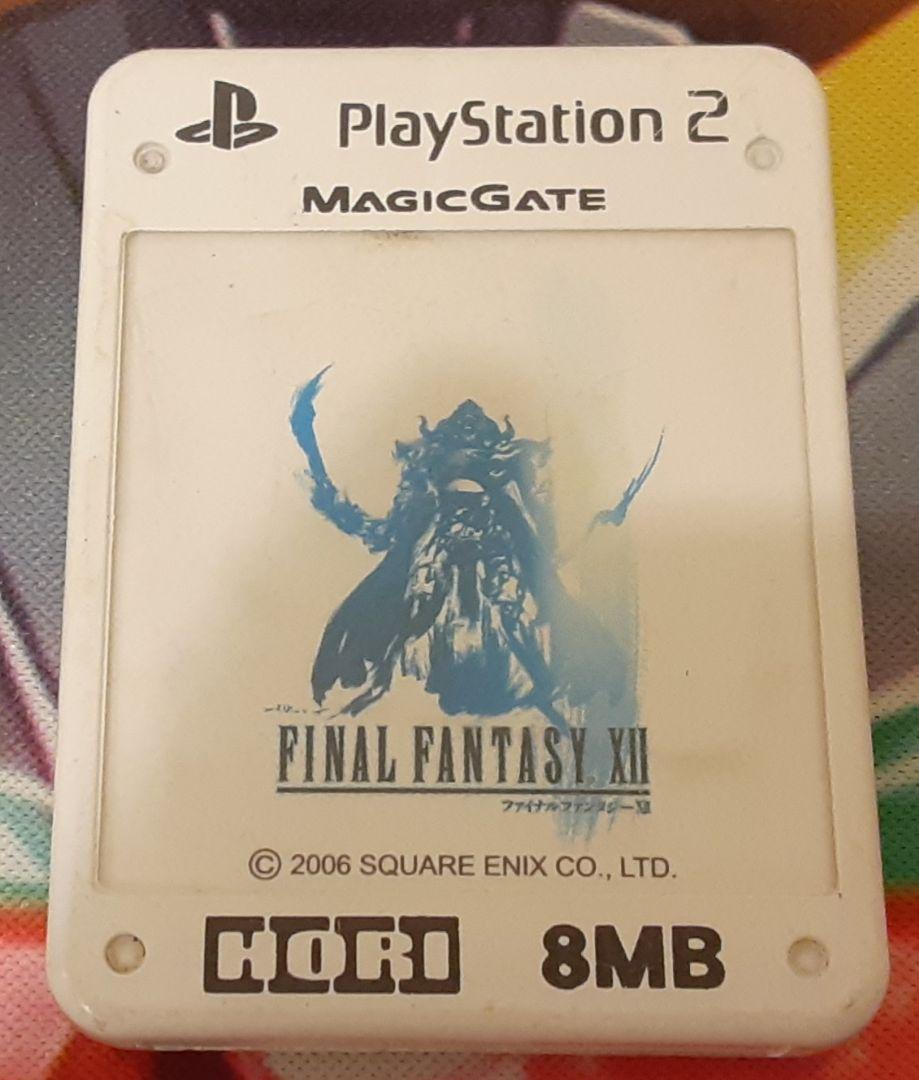 PlayStation 2
MAGICGATE
FINAL FANTASY. XII
ファイナルファンタジーXII
© 2006 SQUARE ENIX CO., LTD.
HORI 8MB